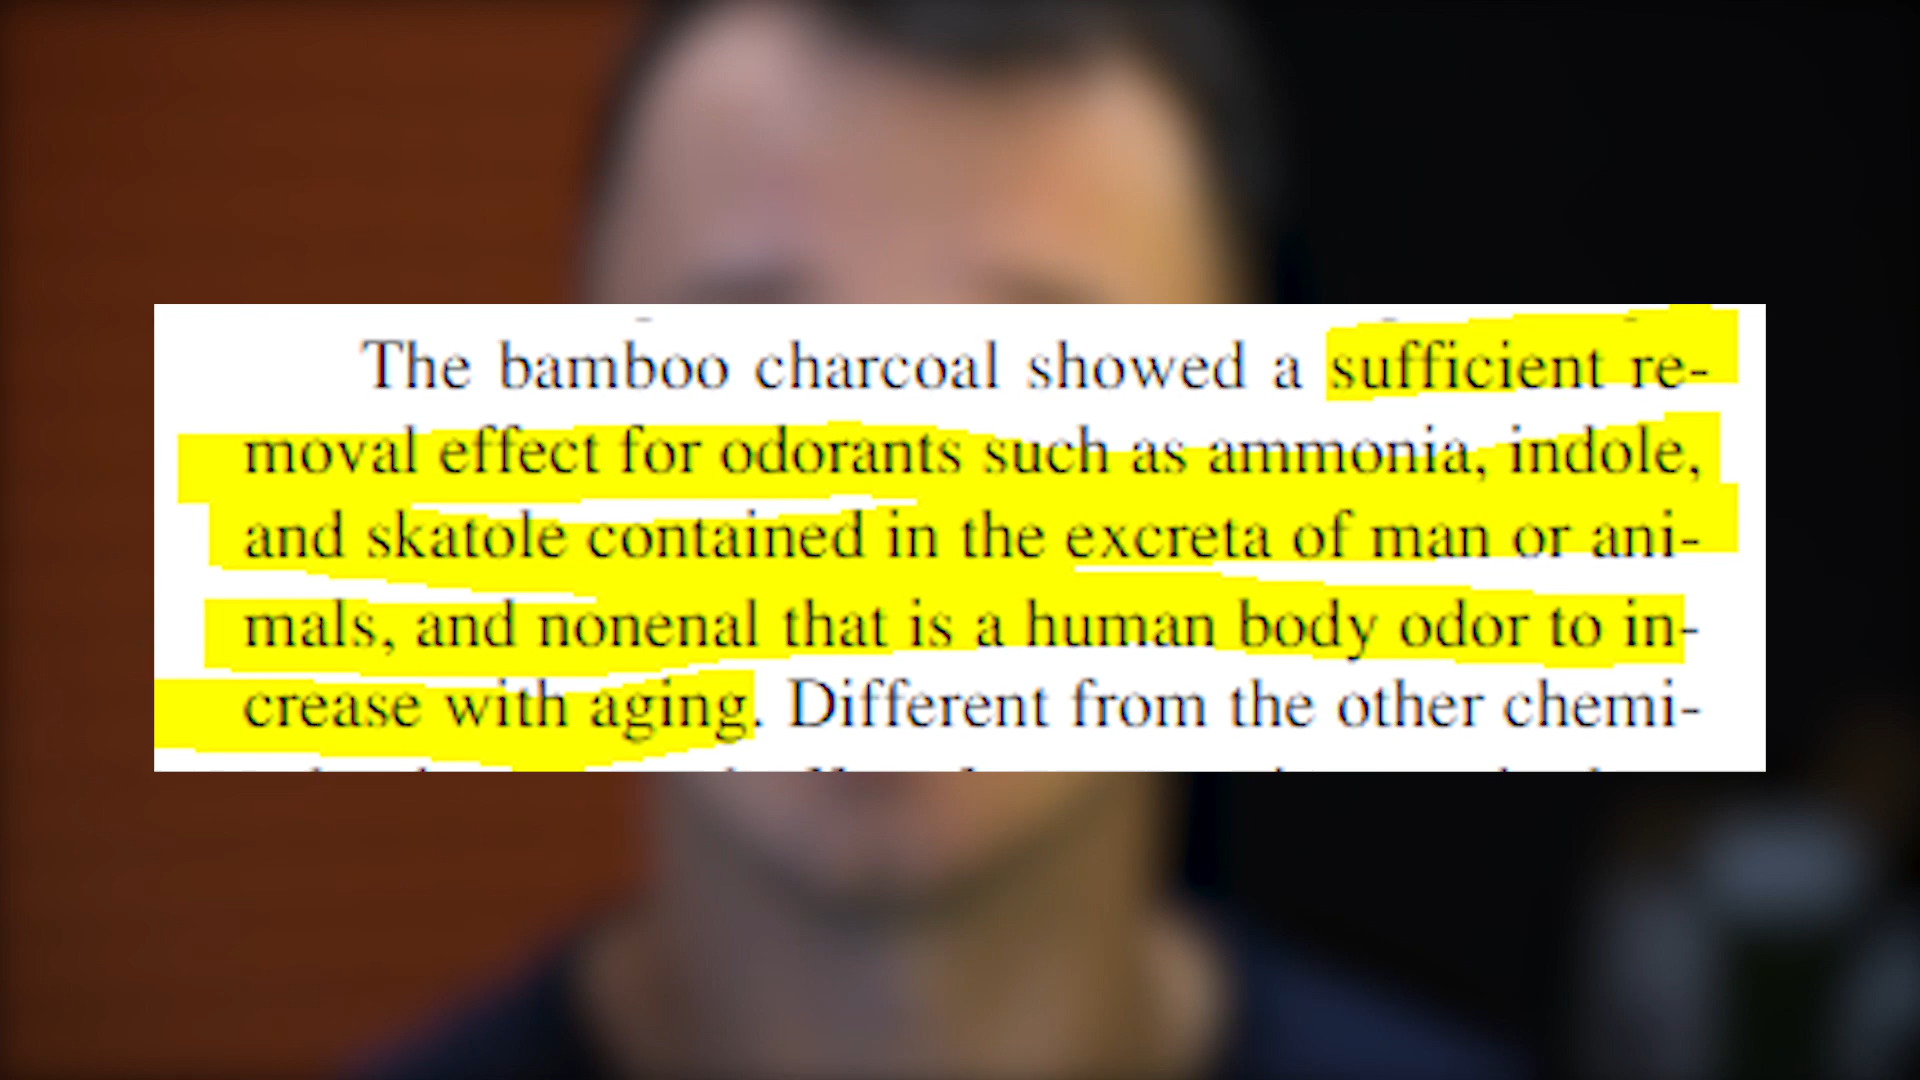 The bamboo charcoal showed a sufficient re-
moval effect for odorants such as ammonia, indole,
and skatole contained in the excreta of man or ani-
mals, and nonenal that is a human body odor to in-
crease with aging. Different from the other chemi-